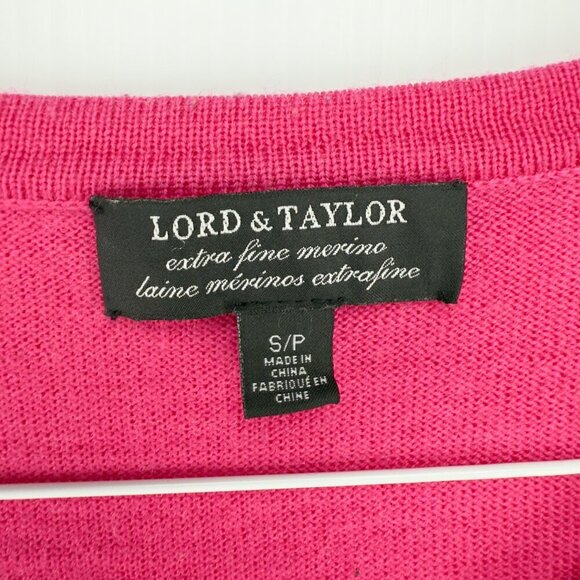 LORD & TAYLOR
extra fine merino
laine mérinos extrafine
S/P
MADE IN
CHINA
FABRIQUÉ EN
CHINE